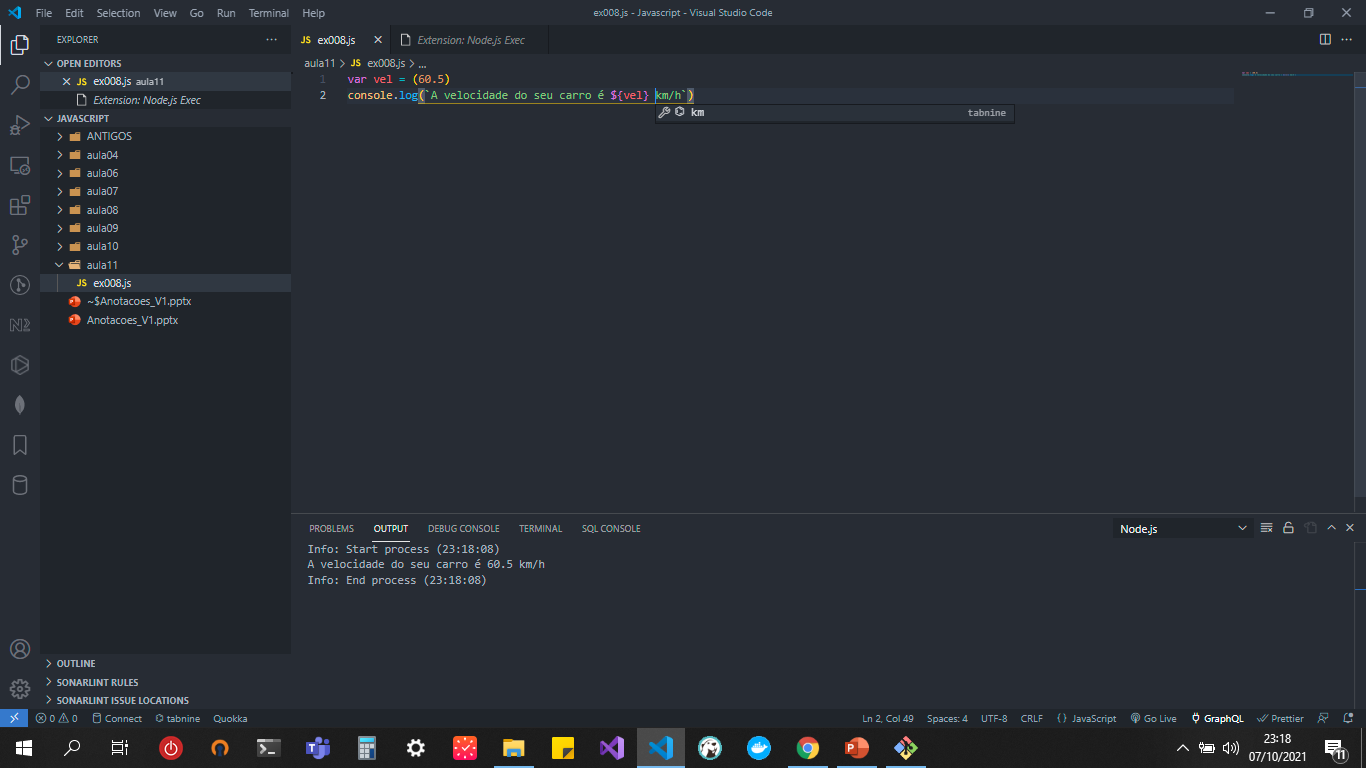 File Edit Selection View Go Run Terminal Help
ex008.js - Javascript - Visual Studio Code
EXPLORER
OPEN EDITORS
JS ex008.js aula11
Extension: Node.js Exec
JAVASCRIPT
ANTIGOS
aula04
aula06
aula07
aula08
aula09
aula10
aula11
JS ex008.js
~$Anotacoes_V1.pptx
Anotacoes_V1.pptx
OUTLINE
SONARLINT RULES
SONARLINT ISSUE LOCATIONS
JS ex008.js Extension: Node.js Exec
aula11 > JS ex008.js > ...
1 var vel = (60.5)
2 console.log(`A velocidade do seu carro é ${vel} km/h`)
km tabnine
PROBLEMS OUTPUT DEBUG CONSOLE TERMINAL SQL CONSOLE
Node.js
Info: Start process (23:18:08)
A velocidade do seu carro é 60.5 km/h
Info: End process (23:18:08)
0 0 Connect tabnine Quokka
Ln 2, Col 49 Spaces: 4 UTF-8 CRLF {} JavaScript Go Live GraphQL Prettier
23:18
07/10/2021
11